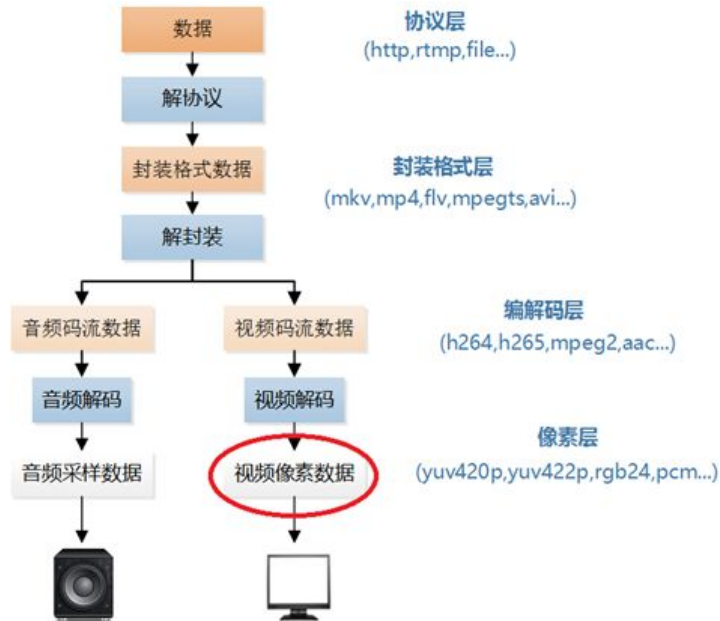 数据
协议层
(http,rtmp,file...)
解协议
封装格式数据
封装格式层
(mkv,mp4,flv,mpegts,avi...)
解封装
音频码流数据
视频码流数据
编解码层
(h264,h265,mpeg2,aac...)
音频解码
视频解码
音频采样数据
视频像素数据
像素层
(yuv420p,yuv422p,rgb24,pcm...)